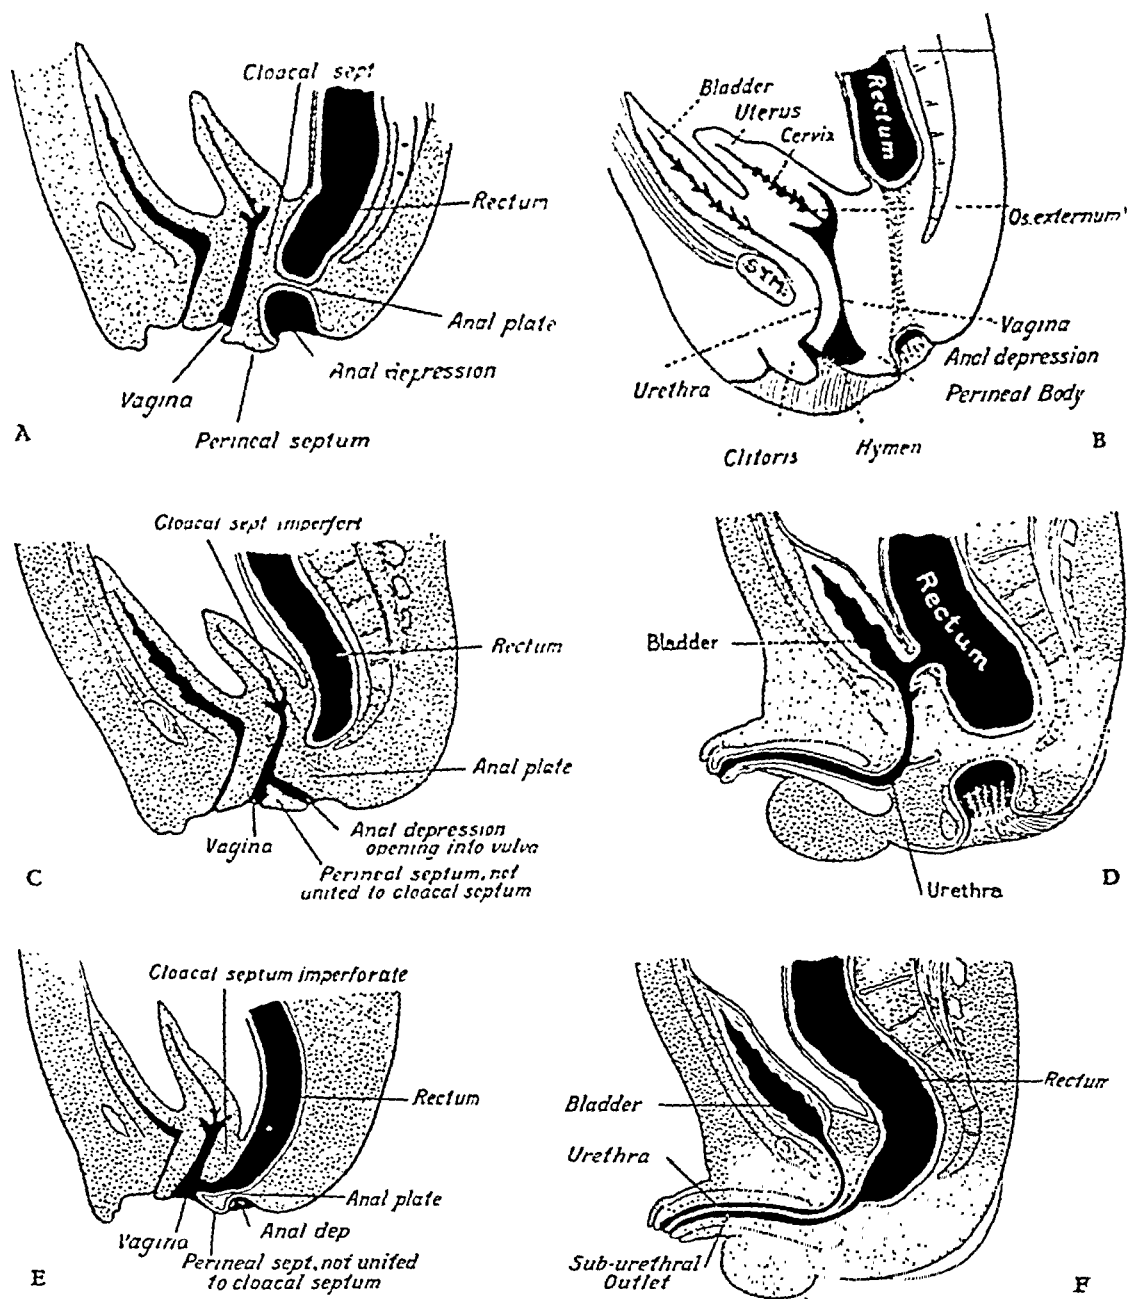 Cloacal sept
Rectum
Anal plate
Anal depression
Vagina
Perineal septum
A
Bladder
Uterus
Cervix
Rectum
Os.externum
SYM.
Vagina
Anal depression
Urethra
Perineal Body
Clitoris
Hymen
B
Cloacal sept imperfert
Rectum
Anal plate
Anal depression
opening into vulva
Vagina
Perineal septum, not
united to cloacal septum
C
Rectum
Bladder
Urethra
D
Cloacal septum imperforate
Rectum
Anal plate
Anal dep
Vagina
Perineal sept, not united
to cloacal septum
E
Rectum
Bladder
Urethra
Sub-urethral
Outlet
F